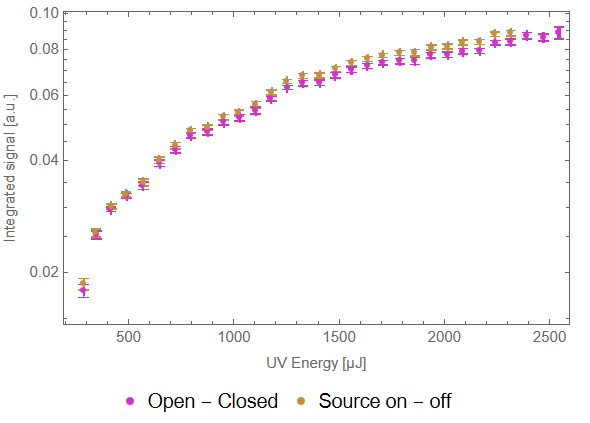 0.10
0.08
0.06
0.04
0.02
Integrated signal [a.u.]
500 1000 1500 2000 2500
UV Energy [μJ]
Open – Closed Source on – off